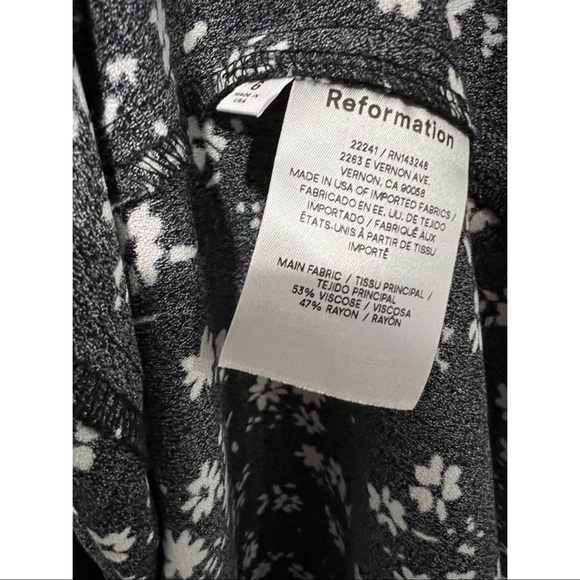 6
MADE IN
USA
Reformation
22241 / RN143248
2263 E VERNON AVE.
VERNON, CA 90058
MADE IN USA OF IMPORTED FABRICS /
FABRICADO EN EE. UU. DE TEJIDO
IMPORTADO / FABRIQUÉ AUX
ÉTATS-UNIS À PARTIR DE TISSU
IMPORTÉ
MAIN FABRIC / TISSU PRINCIPAL /
TEJIDO PRINCIPAL
53% VISCOSE / VISCOSA
47% RAYON / RAYÓN